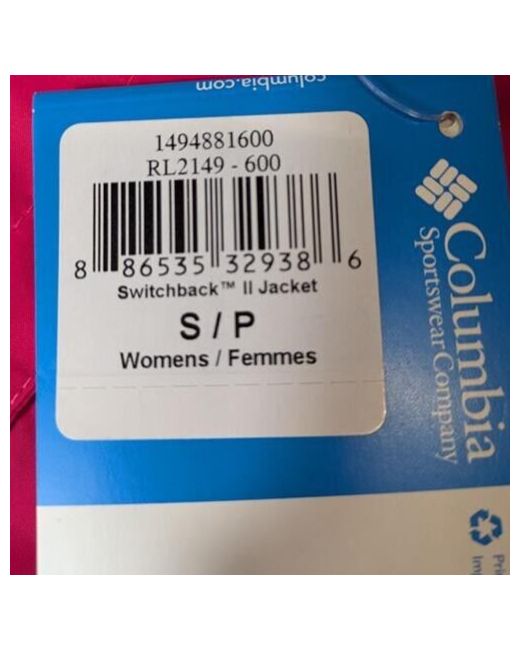 columbia.com
1494881600
RL2149 - 600
8 86535 32938 6
Switchback™ II Jacket
S / P
Womens / Femmes
Columbia
Sportswear Company